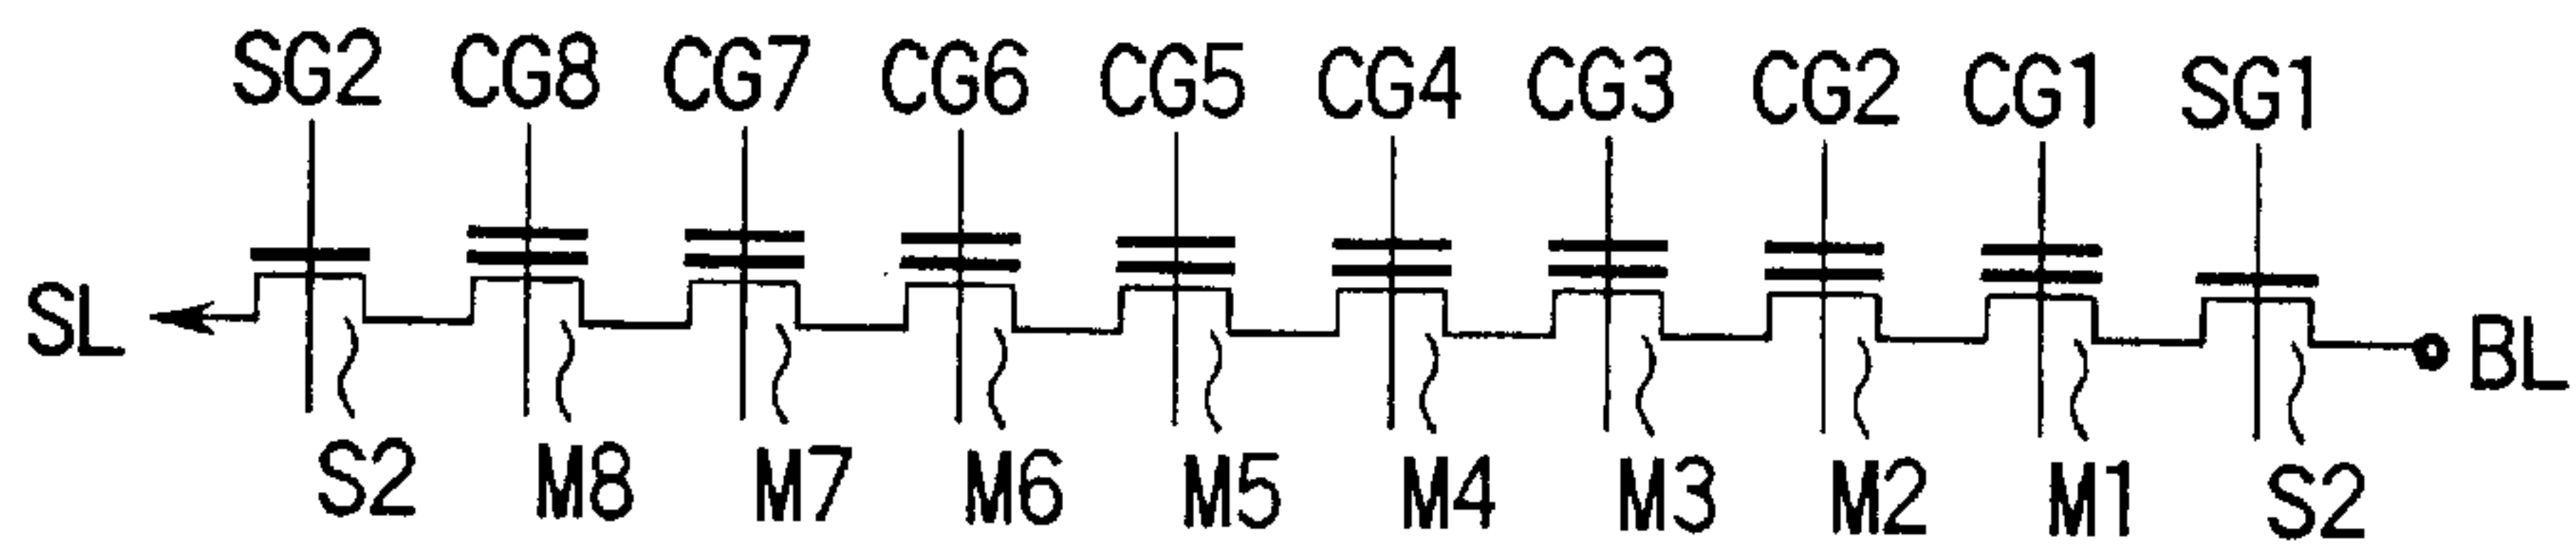 SG2 CG8 CG7 CG6 CG5 CG4 CG3 CG2 CG1 SG1
SL BL
S2 M8 M7 M6 M5 M4 M3 M2 M1 S2